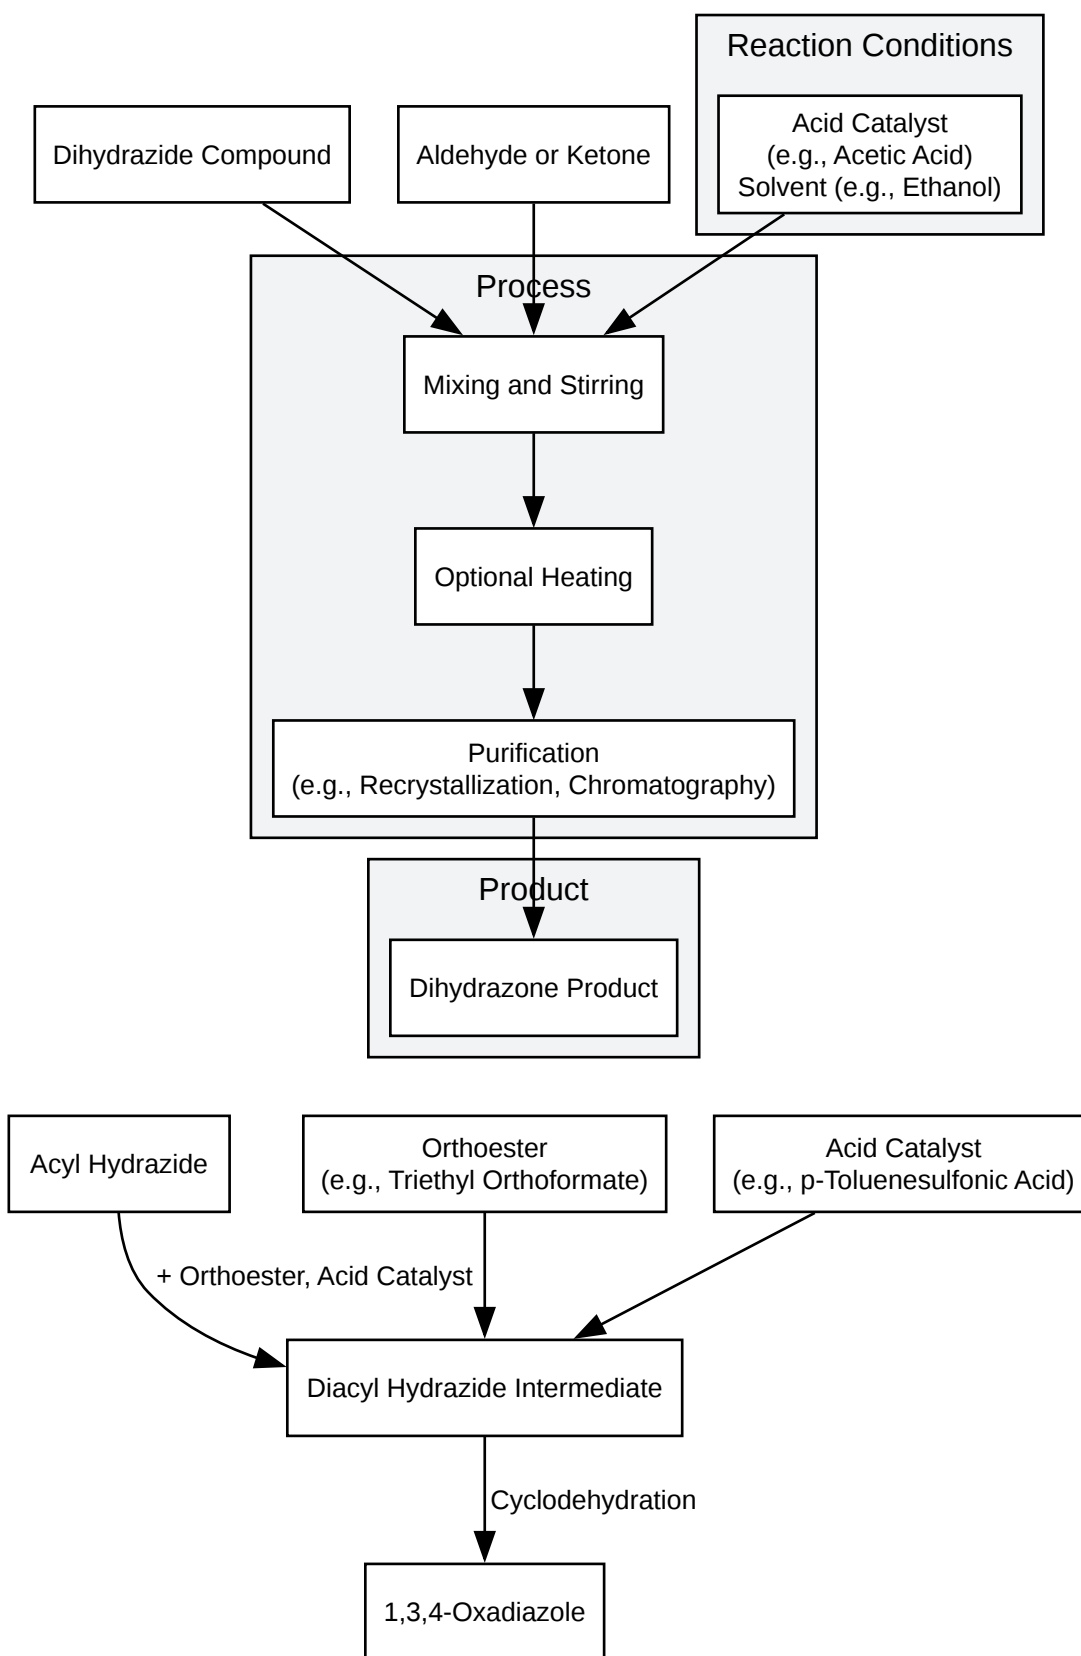 Reaction Conditions
Dihydrazide Compound
Aldehyde or Ketone
Acid Catalyst
(e.g., Acetic Acid)
Solvent (e.g., Ethanol)
Process
Mixing and Stirring
Optional Heating
Purification
(e.g., Recrystallization, Chromatography)
Product
Dihydrazone Product
Acyl Hydrazide
Orthoester
(e.g., Triethyl Orthoformate)
Acid Catalyst
(e.g., p-Toluenesulfonic Acid)
+ Orthoester, Acid Catalyst
Diacyl Hydrazide Intermediate
Cyclodehydration
1,3,4-Oxadiazole